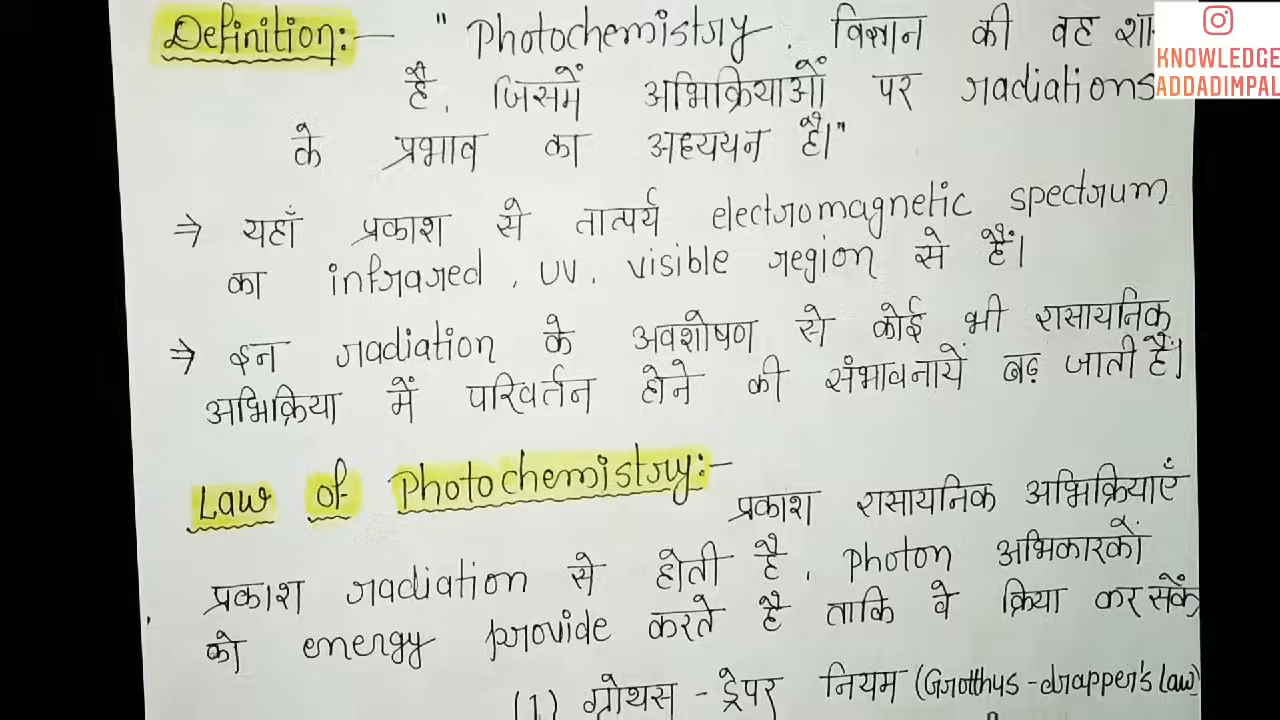 Definition:— " Photochemistry, विज्ञान की वह शा
KNOWLEDGE
ADDADIMPAL
है, जिसमें अभिक्रियाओं पर radiations
के प्रभाव का अध्ययन है।"
⇒ यहाँ प्रकाश से तात्पर्य electromagnetic spectrum
का infrared, UV, visible region से हैं।
⇒ इन radiation के अवशोषण से कोई भी रासायनिक
अभिक्रिया में परिवर्तन होने की संभावनायें बढ़ जाती हैं।
Law of Photochemistry:—
प्रकाश रासायनिक अभिक्रियाएँ
प्रकाश radiation से होती है, Photon अभिकारकों
को energy provide करते है ताकि वे क्रिया कर सकें
(1) ग्रोथस - ड्रेपर नियम (Grotthus-drapper's Law)